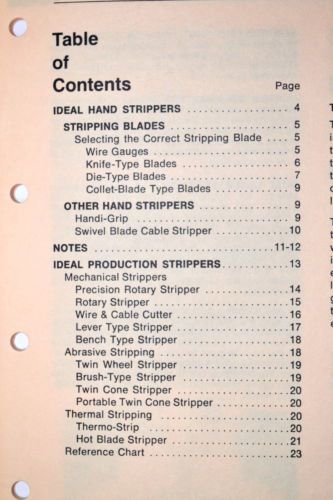 Table
of
Contents Page
IDEAL HAND STRIPPERS . . . . . . . . . . . . . . . . 4
STRIPPING BLADES . . . . . . . . . . . . . . . . . . 5
Selecting the Correct Stripping Blade . . . . 5
Wire Gauges . . . . . . . . . . . . . . . . . . . . . 5
Knife-Type Blades . . . . . . . . . . . . . . . . . 6
Die-Type Blades . . . . . . . . . . . . . . . . . . 7
Collet-Blade Type Blades . . . . . . . . . . . 9
OTHER HAND STRIPPERS . . . . . . . . . . . . . 9
Handi-Grip . . . . . . . . . . . . . . . . . . . . . . . 9
Swivel Blade Cable Stripper . . . . . . . . . . 10
NOTES . . . . . . . . . . . . . . . . . . . . . . . . . 11-12
IDEAL PRODUCTION STRIPPERS . . . . . . . . . 13
Mechanical Strippers
Precision Rotary Stripper . . . . . . . . . . . . 14
Rotary Stripper . . . . . . . . . . . . . . . . . . . 15
Wire & Cable Cutter . . . . . . . . . . . . . . . . 16
Lever Type Stripper . . . . . . . . . . . . . . . . 17
Bench Type Stripper . . . . . . . . . . . . . . . 18
Abrasive Stripping . . . . . . . . . . . . . . . . . . 18
Twin Wheel Stripper . . . . . . . . . . . . . . . 19
Brush-Type Stripper . . . . . . . . . . . . . . . 19
Twin Cone Stripper . . . . . . . . . . . . . . . . 20
Portable Twin Cone Stripper . . . . . . . . . 20
Thermal Stripping . . . . . . . . . . . . . . . . . . 20
Thermo-Strip . . . . . . . . . . . . . . . . . . . . . 20
Hot Blade Stripper . . . . . . . . . . . . . . . . . 21
Reference Chart . . . . . . . . . . . . . . . . . . . . 23